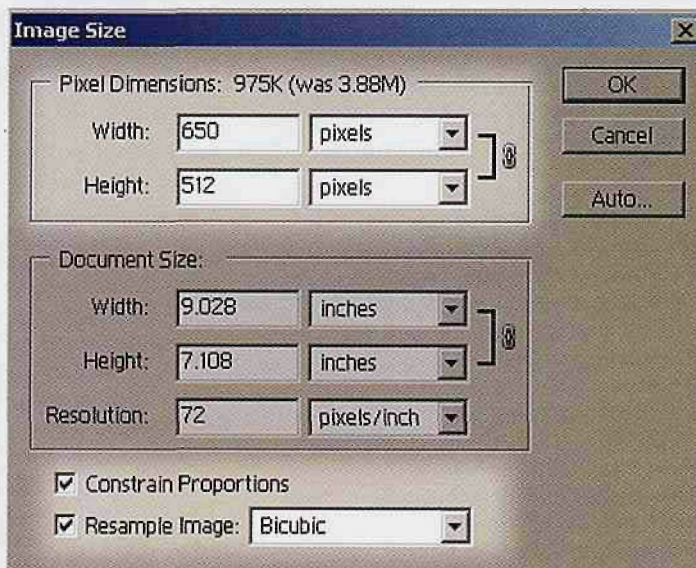 Image Size
Pixel Dimensions: 975K (was 3.88M)
Width: 650 pixels
Height: 512 pixels
Document Size:
Width: 9.028 inches
Height: 7.108 inches
Resolution: 72 pixels/inch
Constrain Proportions
Resample Image: Bicubic
OK
Cancel
Auto...